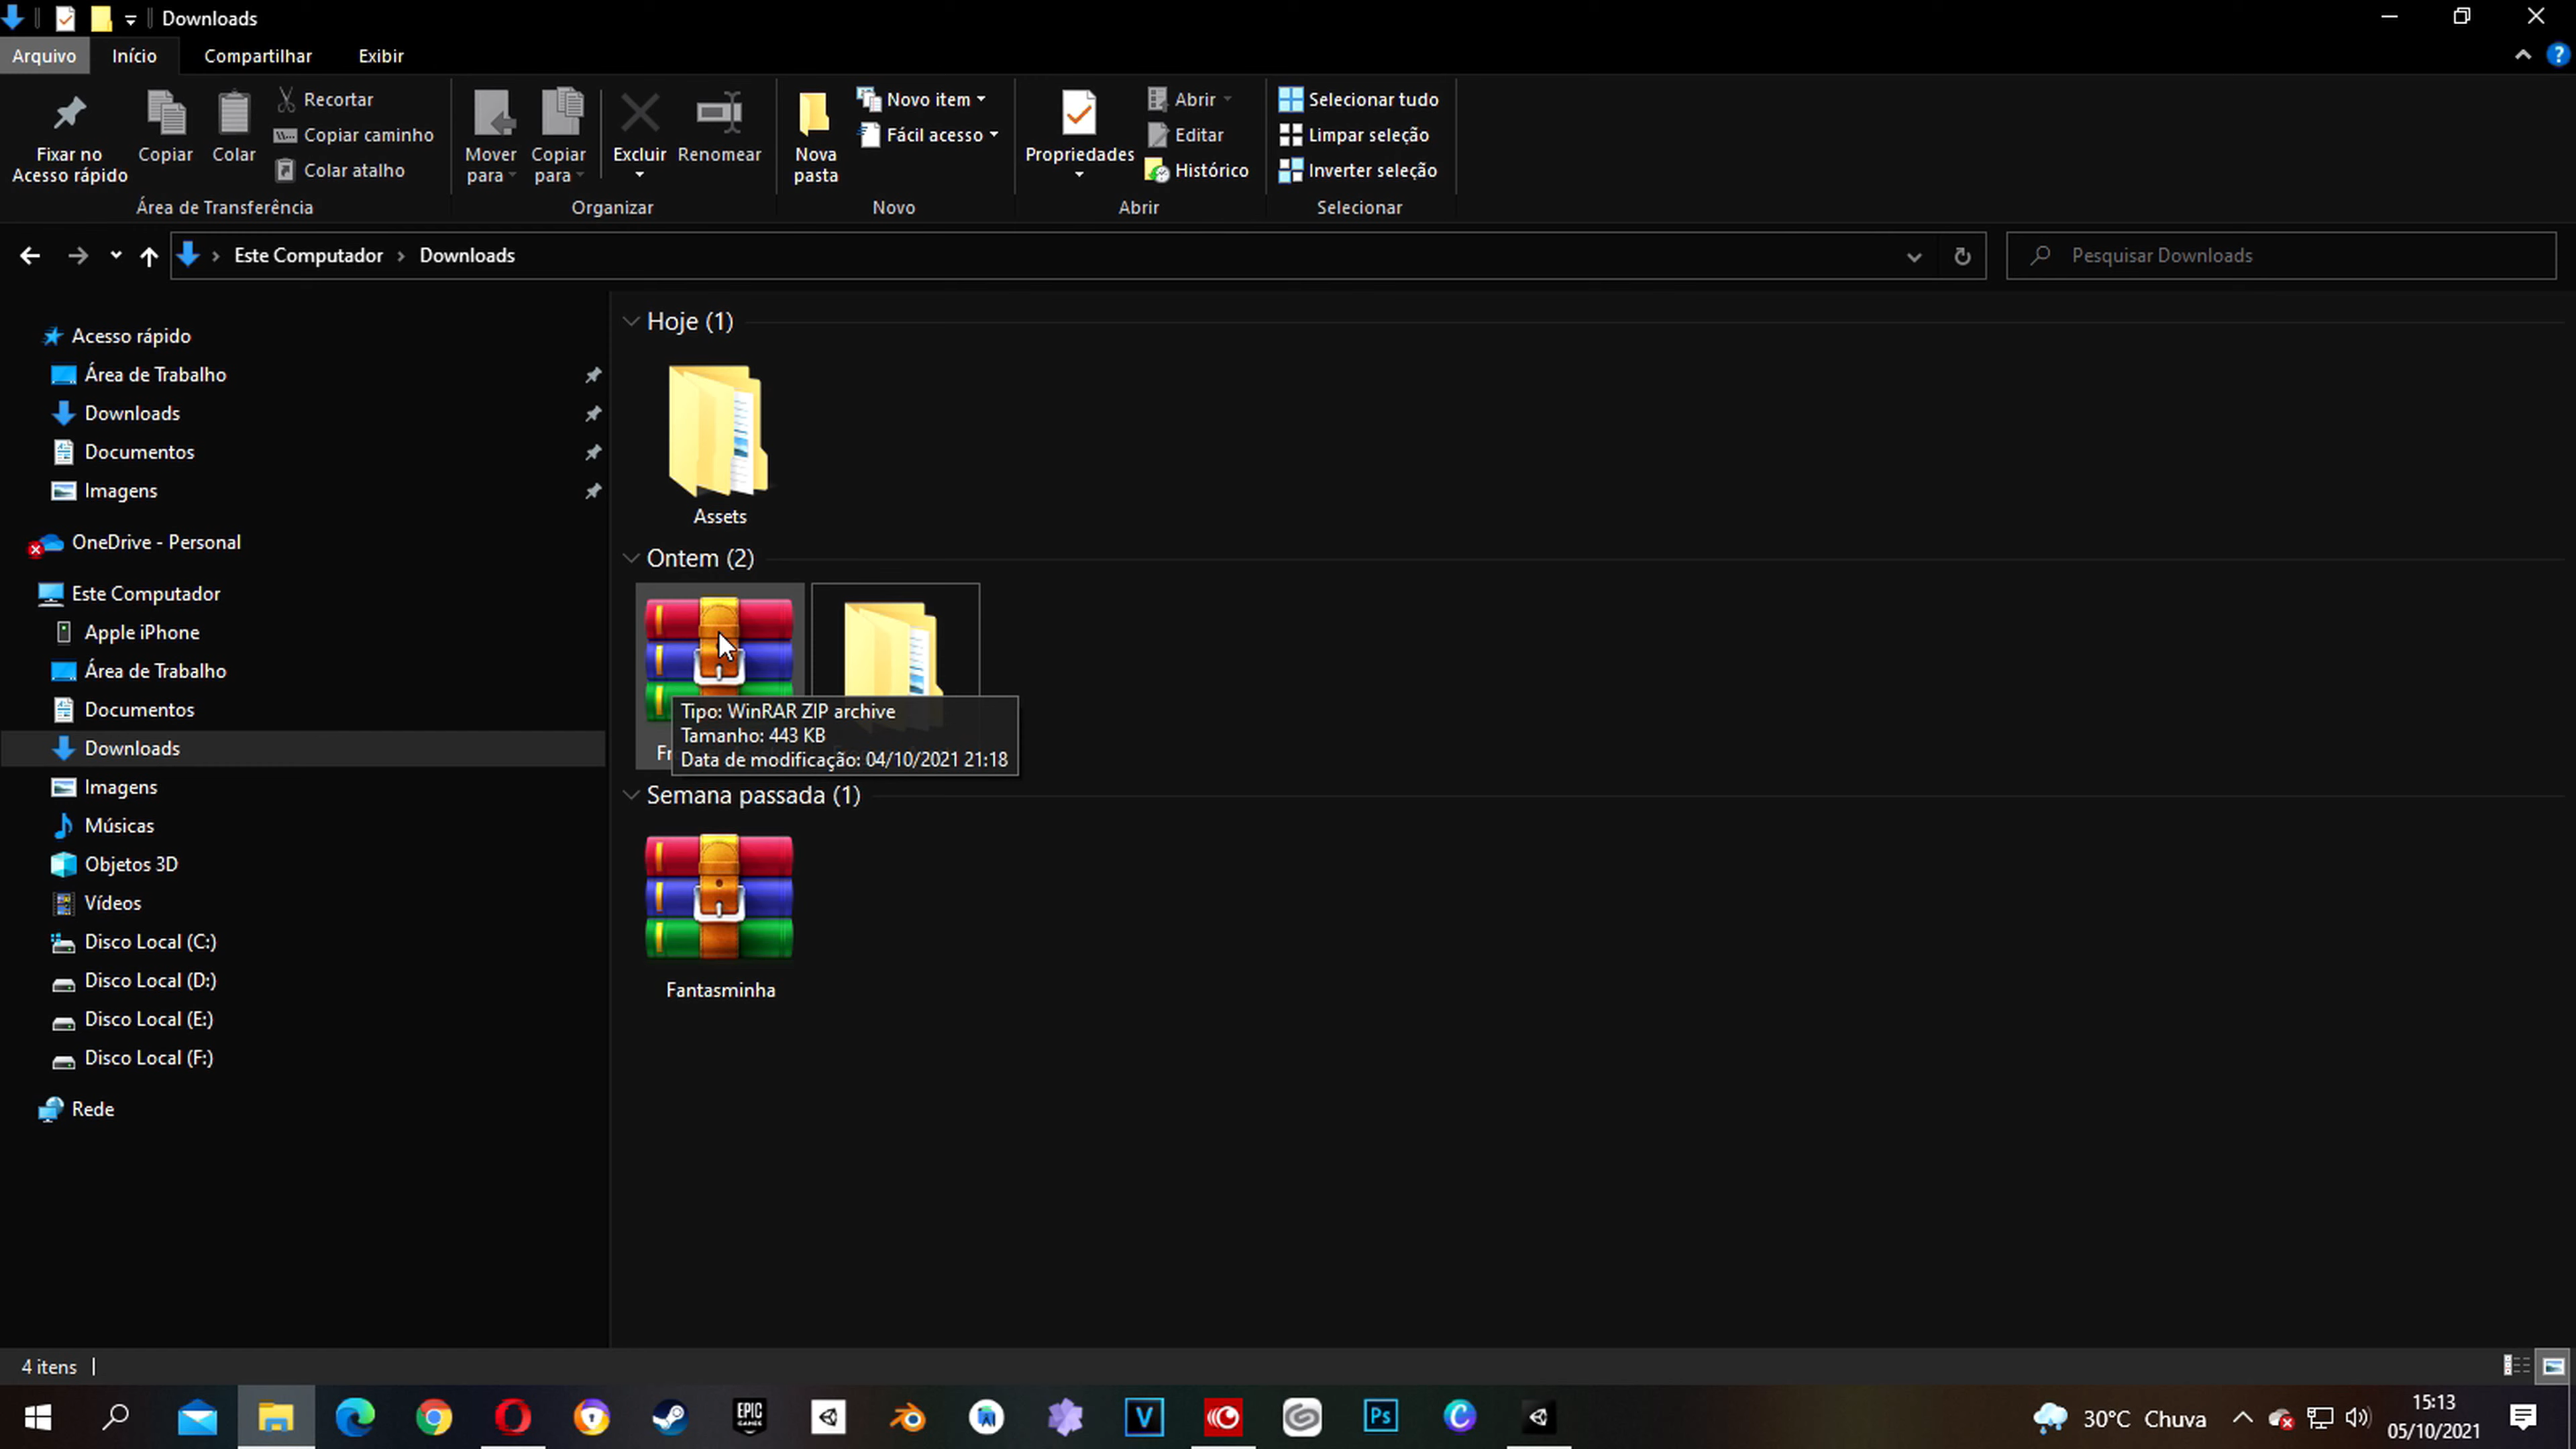 Downloads
Arquivo Início Compartilhar Exibir
Fixar no Acesso rápido
Copiar
Colar
Recortar
Copiar caminho
Colar atalho
Área de Transferência
Mover para
Copiar para
Excluir
Renomear
Organizar
Nova pasta
Novo item
Fácil acesso
Novo
Propriedades
Abrir
Editar
Histórico
Abrir
Selecionar tudo
Limpar seleção
Inverter seleção
Selecionar
Este Computador > Downloads
Pesquisar Downloads
Acesso rápido
Área de Trabalho
Downloads
Documentos
Imagens
OneDrive - Personal
Este Computador
Apple iPhone
Área de Trabalho
Documentos
Downloads
Imagens
Músicas
Objetos 3D
Vídeos
Disco Local (C:)
Disco Local (D:)
Disco Local (E:)
Disco Local (F:)
Rede
Hoje (1)
Assets
Ontem (2)
Tipo: WinRAR ZIP archive
Tamanho: 443 KB
Data de modificação: 04/10/2021 21:18
Semana passada (1)
Fantasminha
4 itens
EPIC GAMES
V
Ps
C
30°C Chuva
15:13
05/10/2021